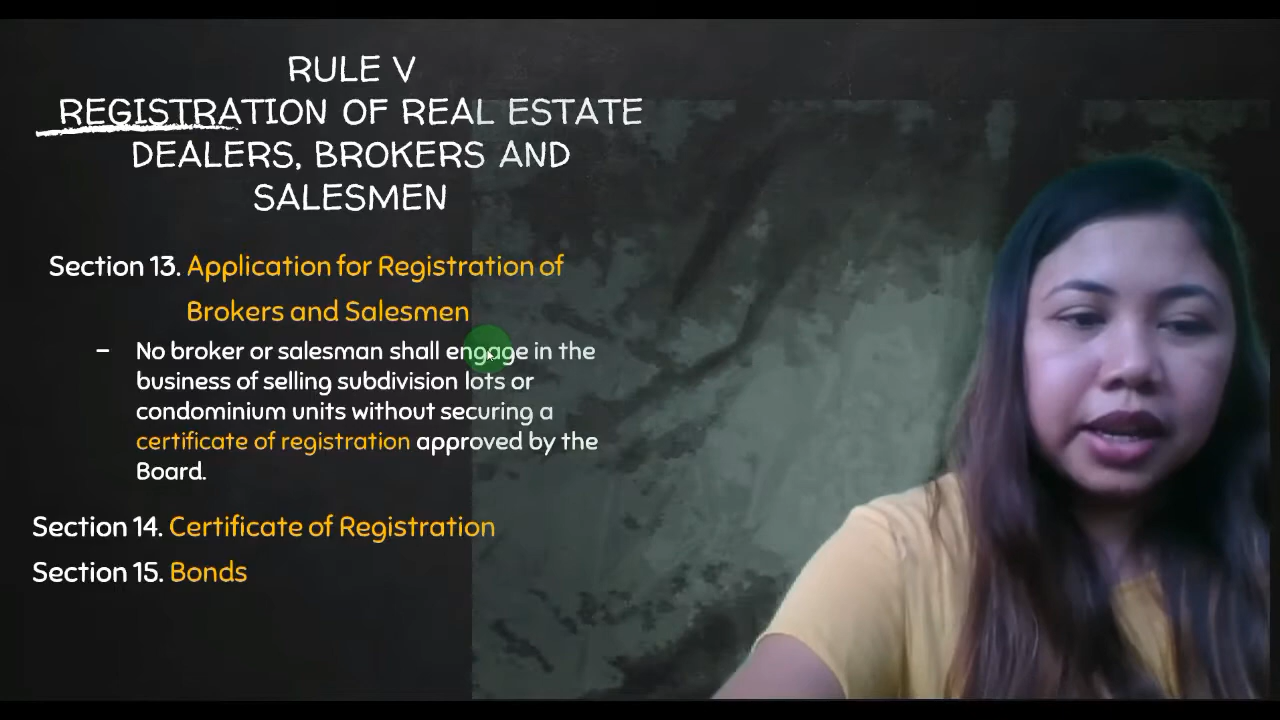 RULE V
REGISTRATION OF REAL ESTATE
DEALERS, BROKERS AND
SALESMEN
Section 13. Application for Registration of
Brokers and Salesmen
– No broker or salesman shall engage in the
business of selling subdivision lots or
condominium units without securing a
certificate of registration approved by the
Board.
Section 14. Certificate of Registration
Section 15. Bonds